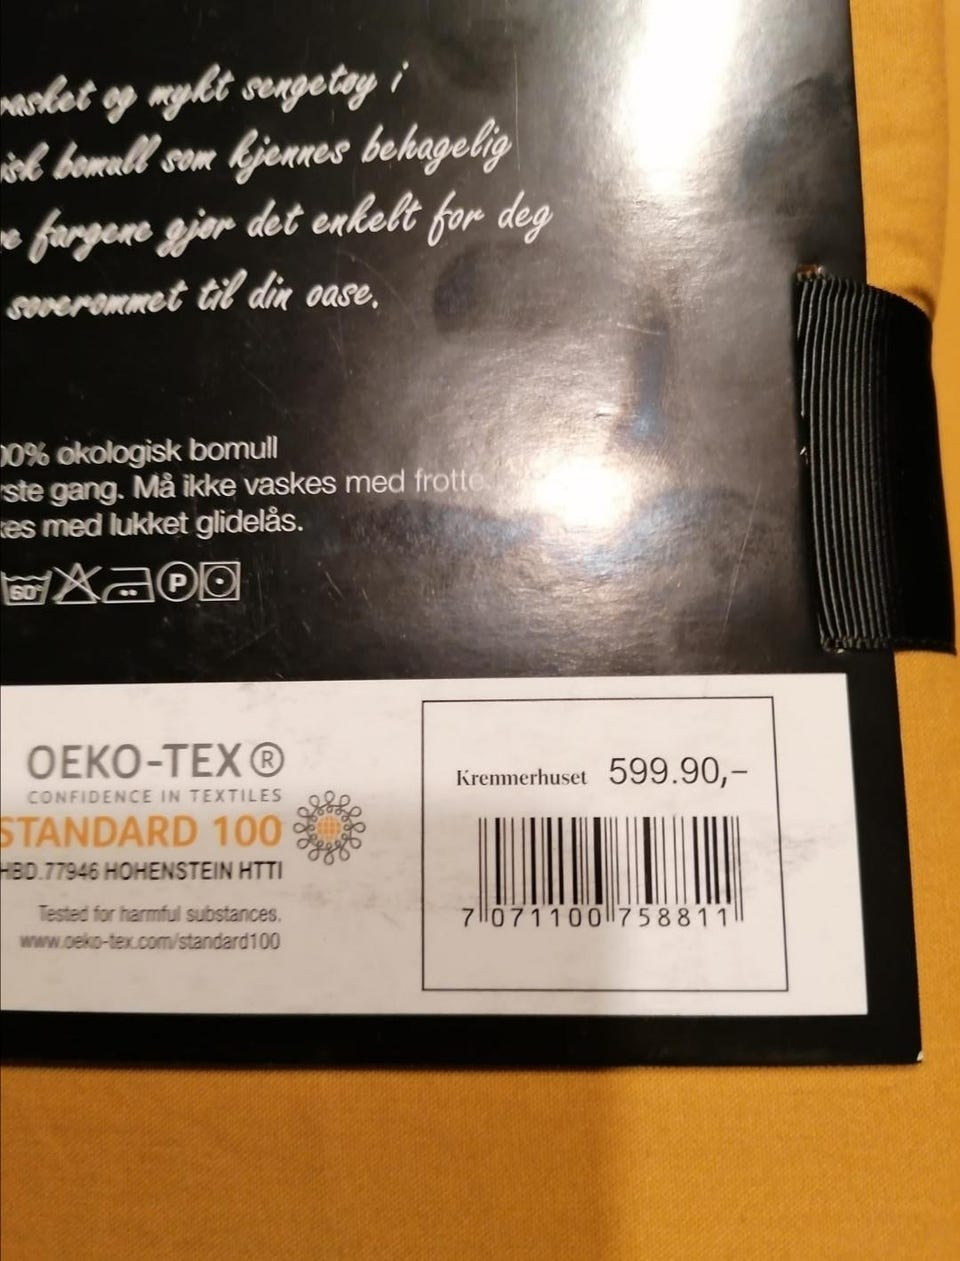 vasket og mykt sengetøy i
isk bomull som kjennes behagelig
fargene gjør det enkelt for deg
soverommet til din oase.
00% økologisk bomull
rste gang. Må ikke vaskes med frotte.
es med lukket glidelås.
60° P
OEKO-TEX®
CONFIDENCE IN TEXTILES
STANDARD 100
HBD.77946 HOHENSTEIN HTTI
Tested for harmful substances.
www.oeko-tex.com/standard100
Kremmerhuset 599.90,-
7 071100 758811